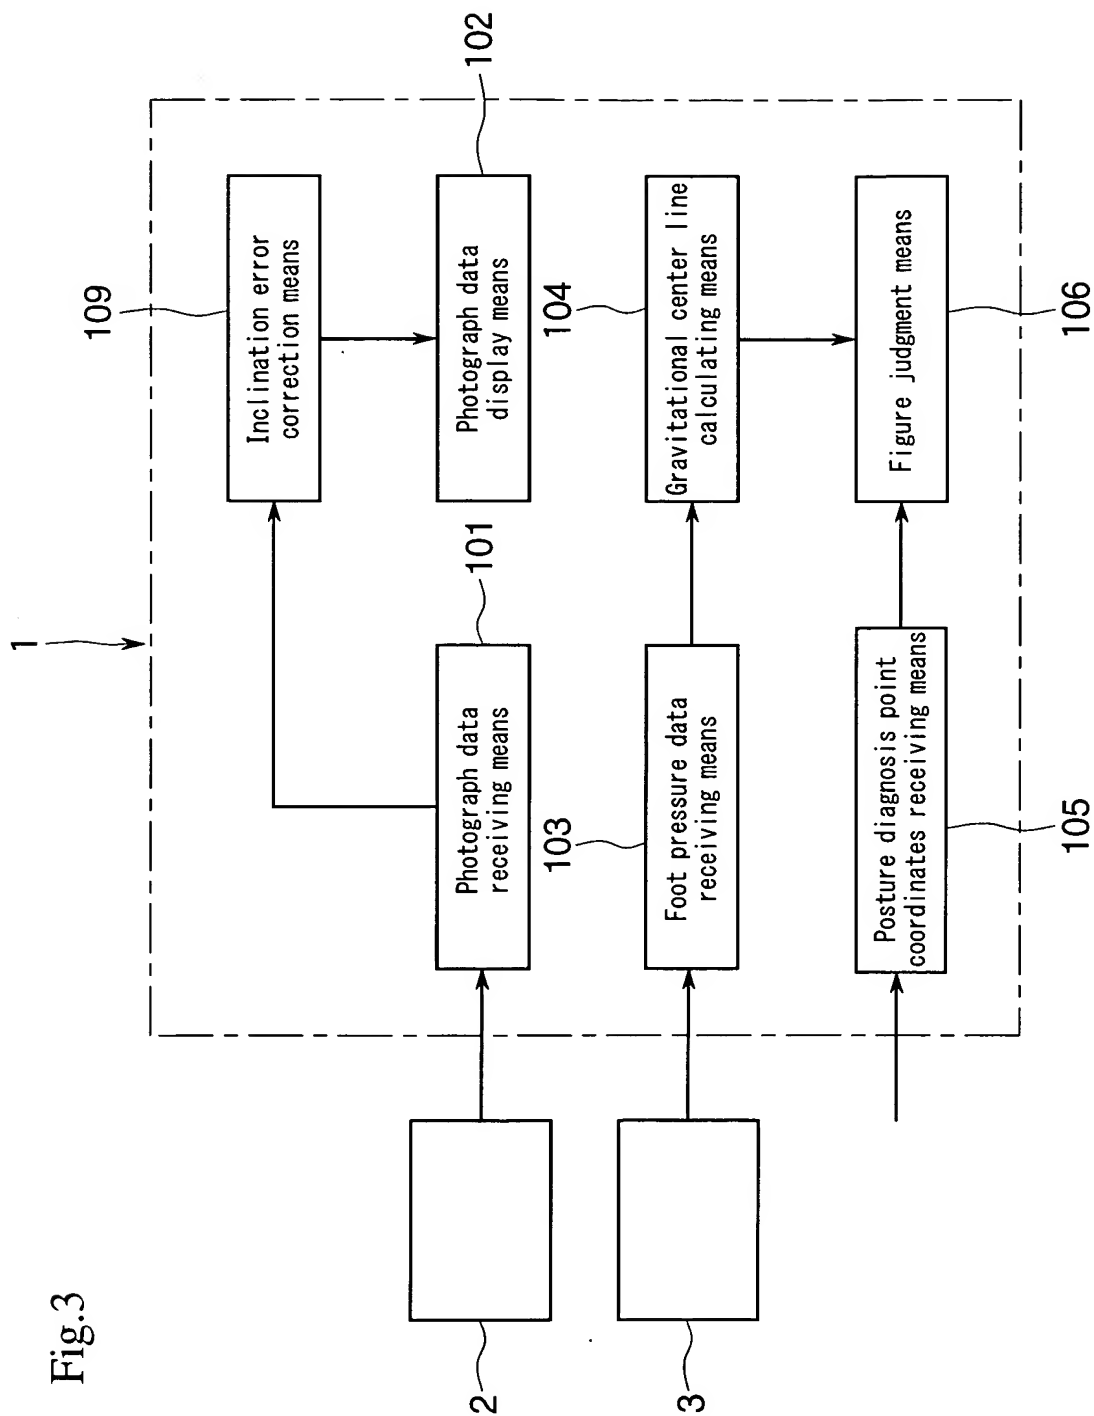 Fig.3
1
109
Inclination error
correction means
102
Photograph data
display means
101
Photograph data
receiving means
2
104
Gravitational center line
calculating means
103
Foot pressure data
receiving means
3
Figure judgment means
106
Posture diagnosis point
coordinates receiving means
105